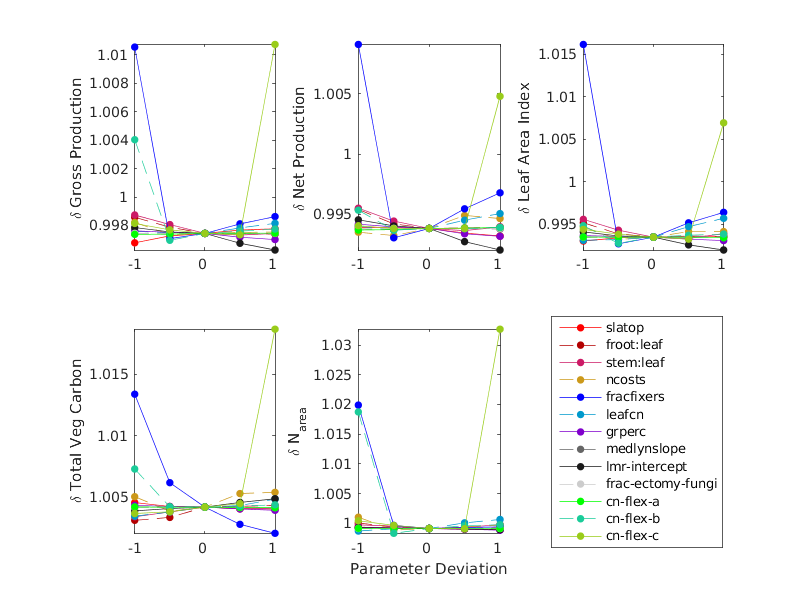 δ Gross Production
1.01
1.008
1.006
1.004
1.002
1
0.998
-1 0 1
δ Net Production
1.005
1
0.995
-1 0 1
δ Leaf Area Index
1.015
1.01
1.005
1
0.995
-1 0 1
δ Total Veg Carbon
1.015
1.01
1.005
-1 0 1
δ N_area
1.03
1.025
1.02
1.015
1.01
1.005
1
-1 0 1
Parameter Deviation
slatop
froot:leaf
stem:leaf
ncosts
fracfixers
leafcn
grperc
medlynslope
lmr-intercept
frac-ectomy-fungi
cn-flex-a
cn-flex-b
cn-flex-c